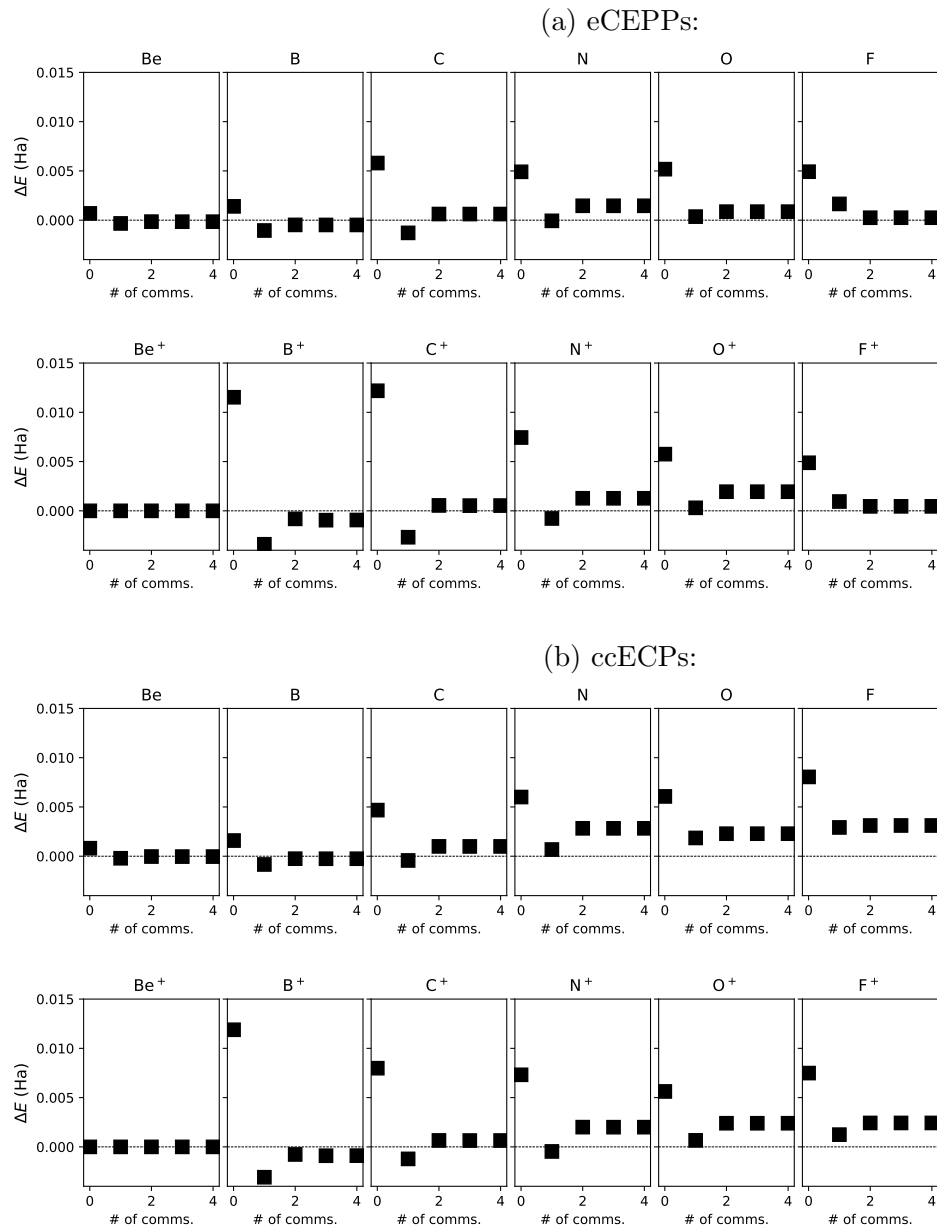 (a) eCEPPs:
Be B C N O F
0.015
0.010
0.005
0.000
ΔE (Ha)
0 2 4 0 2 4 0 2 4 0 2 4 0 2 4 0 2 4
# of comms. # of comms. # of comms. # of comms. # of comms. # of comms.
Be⁺ B⁺ C⁺ N⁺ O⁺ F⁺
0.015
0.010
0.005
0.000
ΔE (Ha)
0 2 4 0 2 4 0 2 4 0 2 4 0 2 4 0 2 4
# of comms. # of comms. # of comms. # of comms. # of comms. # of comms.
(b) ccECPs:
Be B C N O F
0.015
0.010
0.005
0.000
ΔE (Ha)
0 2 4 0 2 4 0 2 4 0 2 4 0 2 4 0 2 4
# of comms. # of comms. # of comms. # of comms. # of comms. # of comms.
Be⁺ B⁺ C⁺ N⁺ O⁺ F⁺
0.015
0.010
0.005
0.000
ΔE (Ha)
0 2 4 0 2 4 0 2 4 0 2 4 0 2 4 0 2 4
# of comms. # of comms. # of comms. # of comms. # of comms. # of comms.